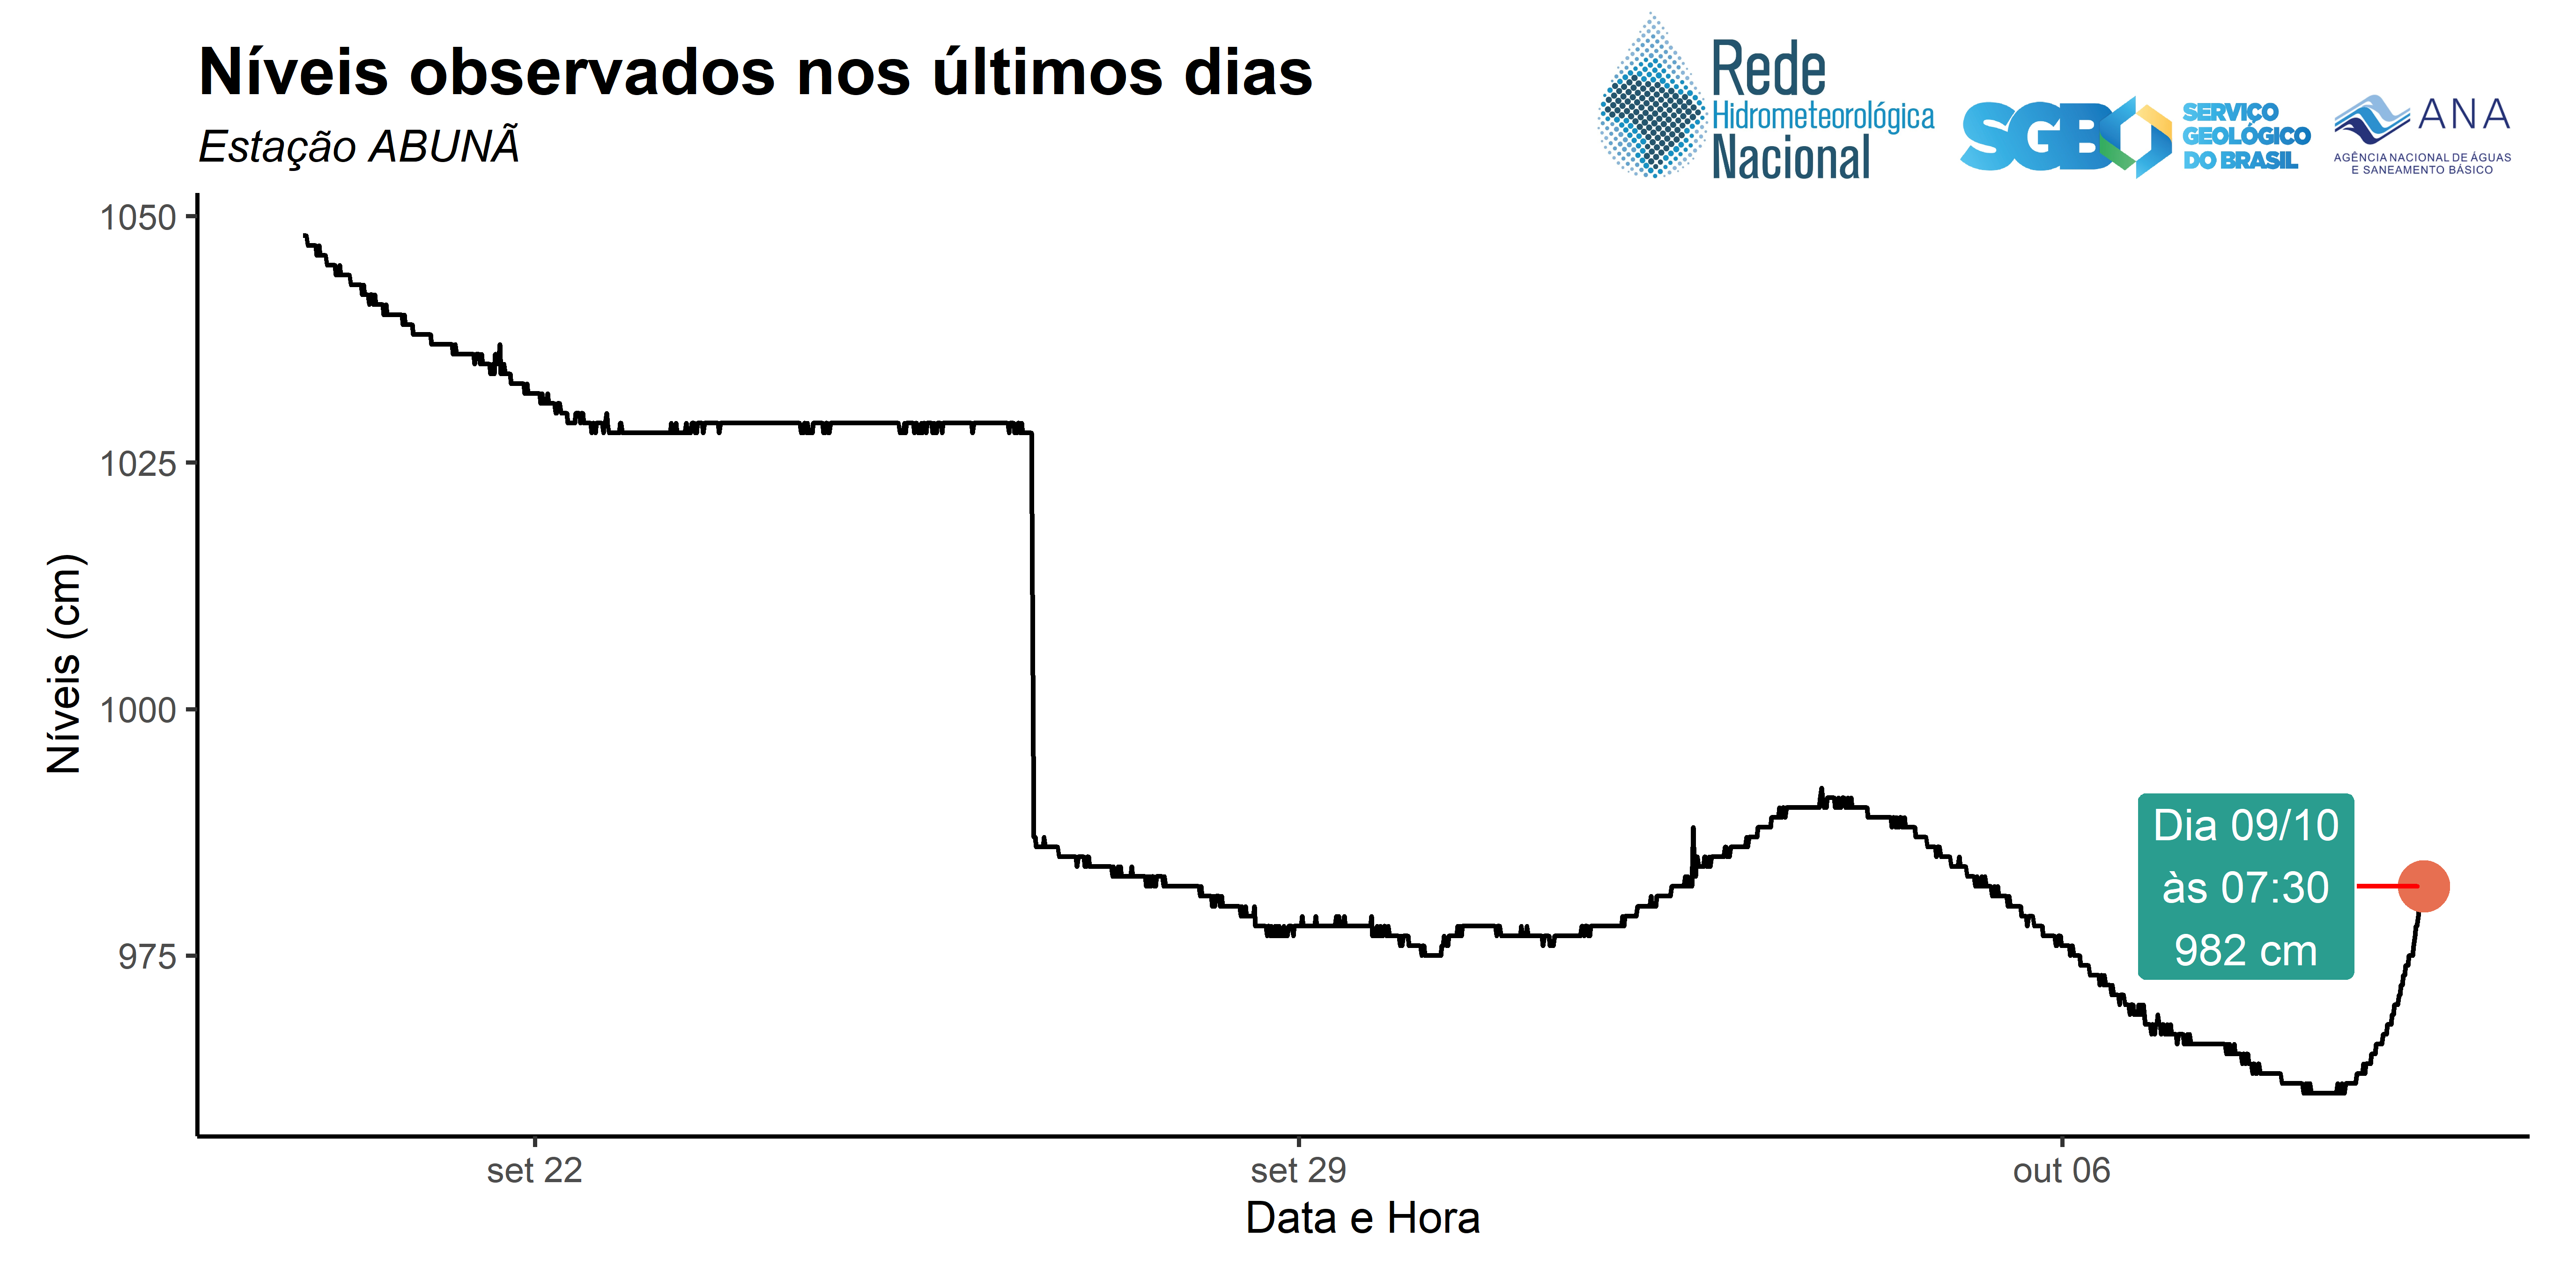 Níveis observados nos últimos dias
Estação ABUNÃ
Rede
Hidrometeorológica
Nacional
SGB
SERVIÇO
GEOLÓGICO
DO BRASIL
ANA
AGÊNCIA NACIONAL DE ÁGUAS
E SANEAMENTO BÁSICO
Níveis (cm)
1050
1025
1000
975
Dia 09/10
às 07:30
982 cm
set 22
set 29
out 06
Data e Hora